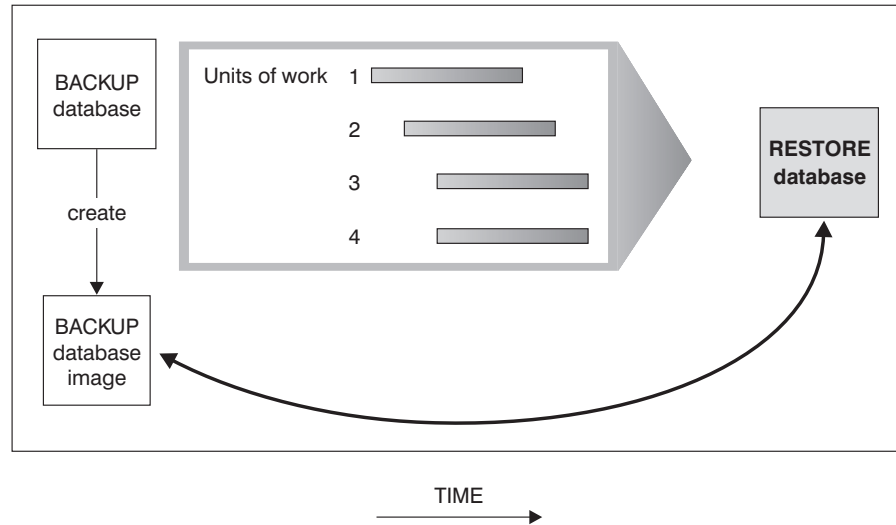 BACKUP
database
create
BACKUP
database
image
Units of work 1
2
3
4
RESTORE
database
TIME